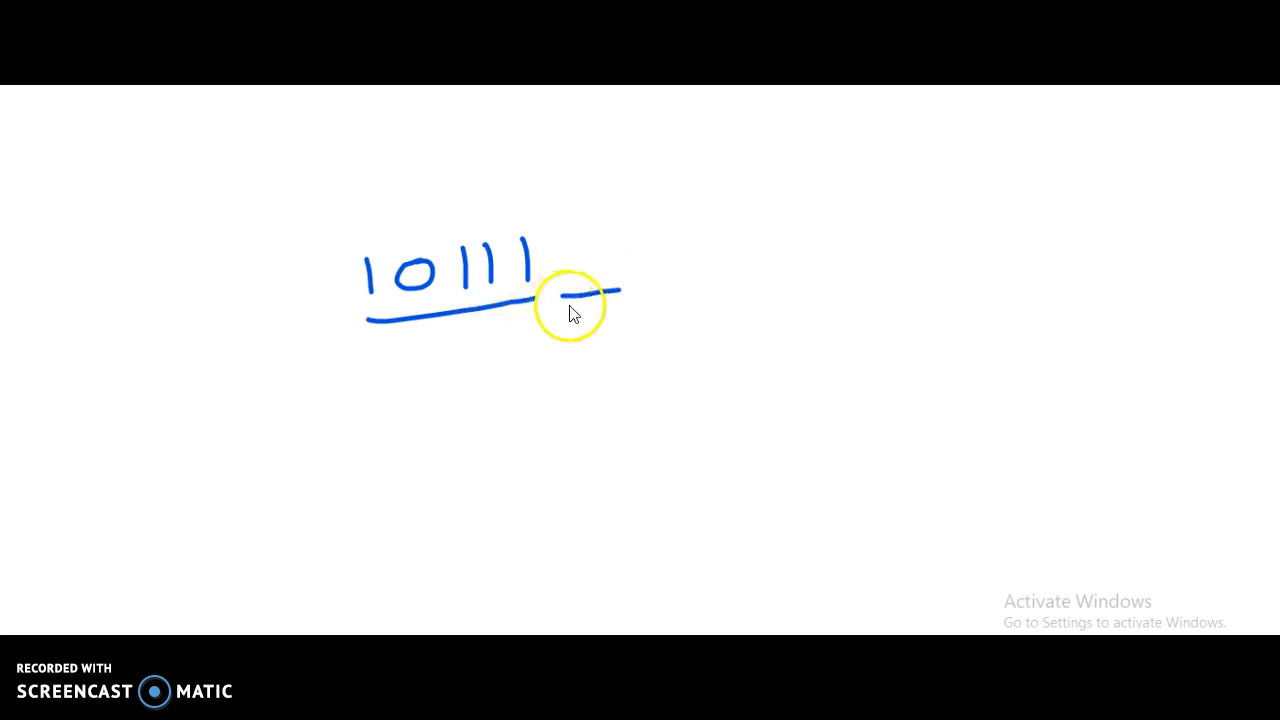 10111 —
Activate Windows
Go to Settings to activate Windows.
RECORDED WITH
SCREENCAST MATIC